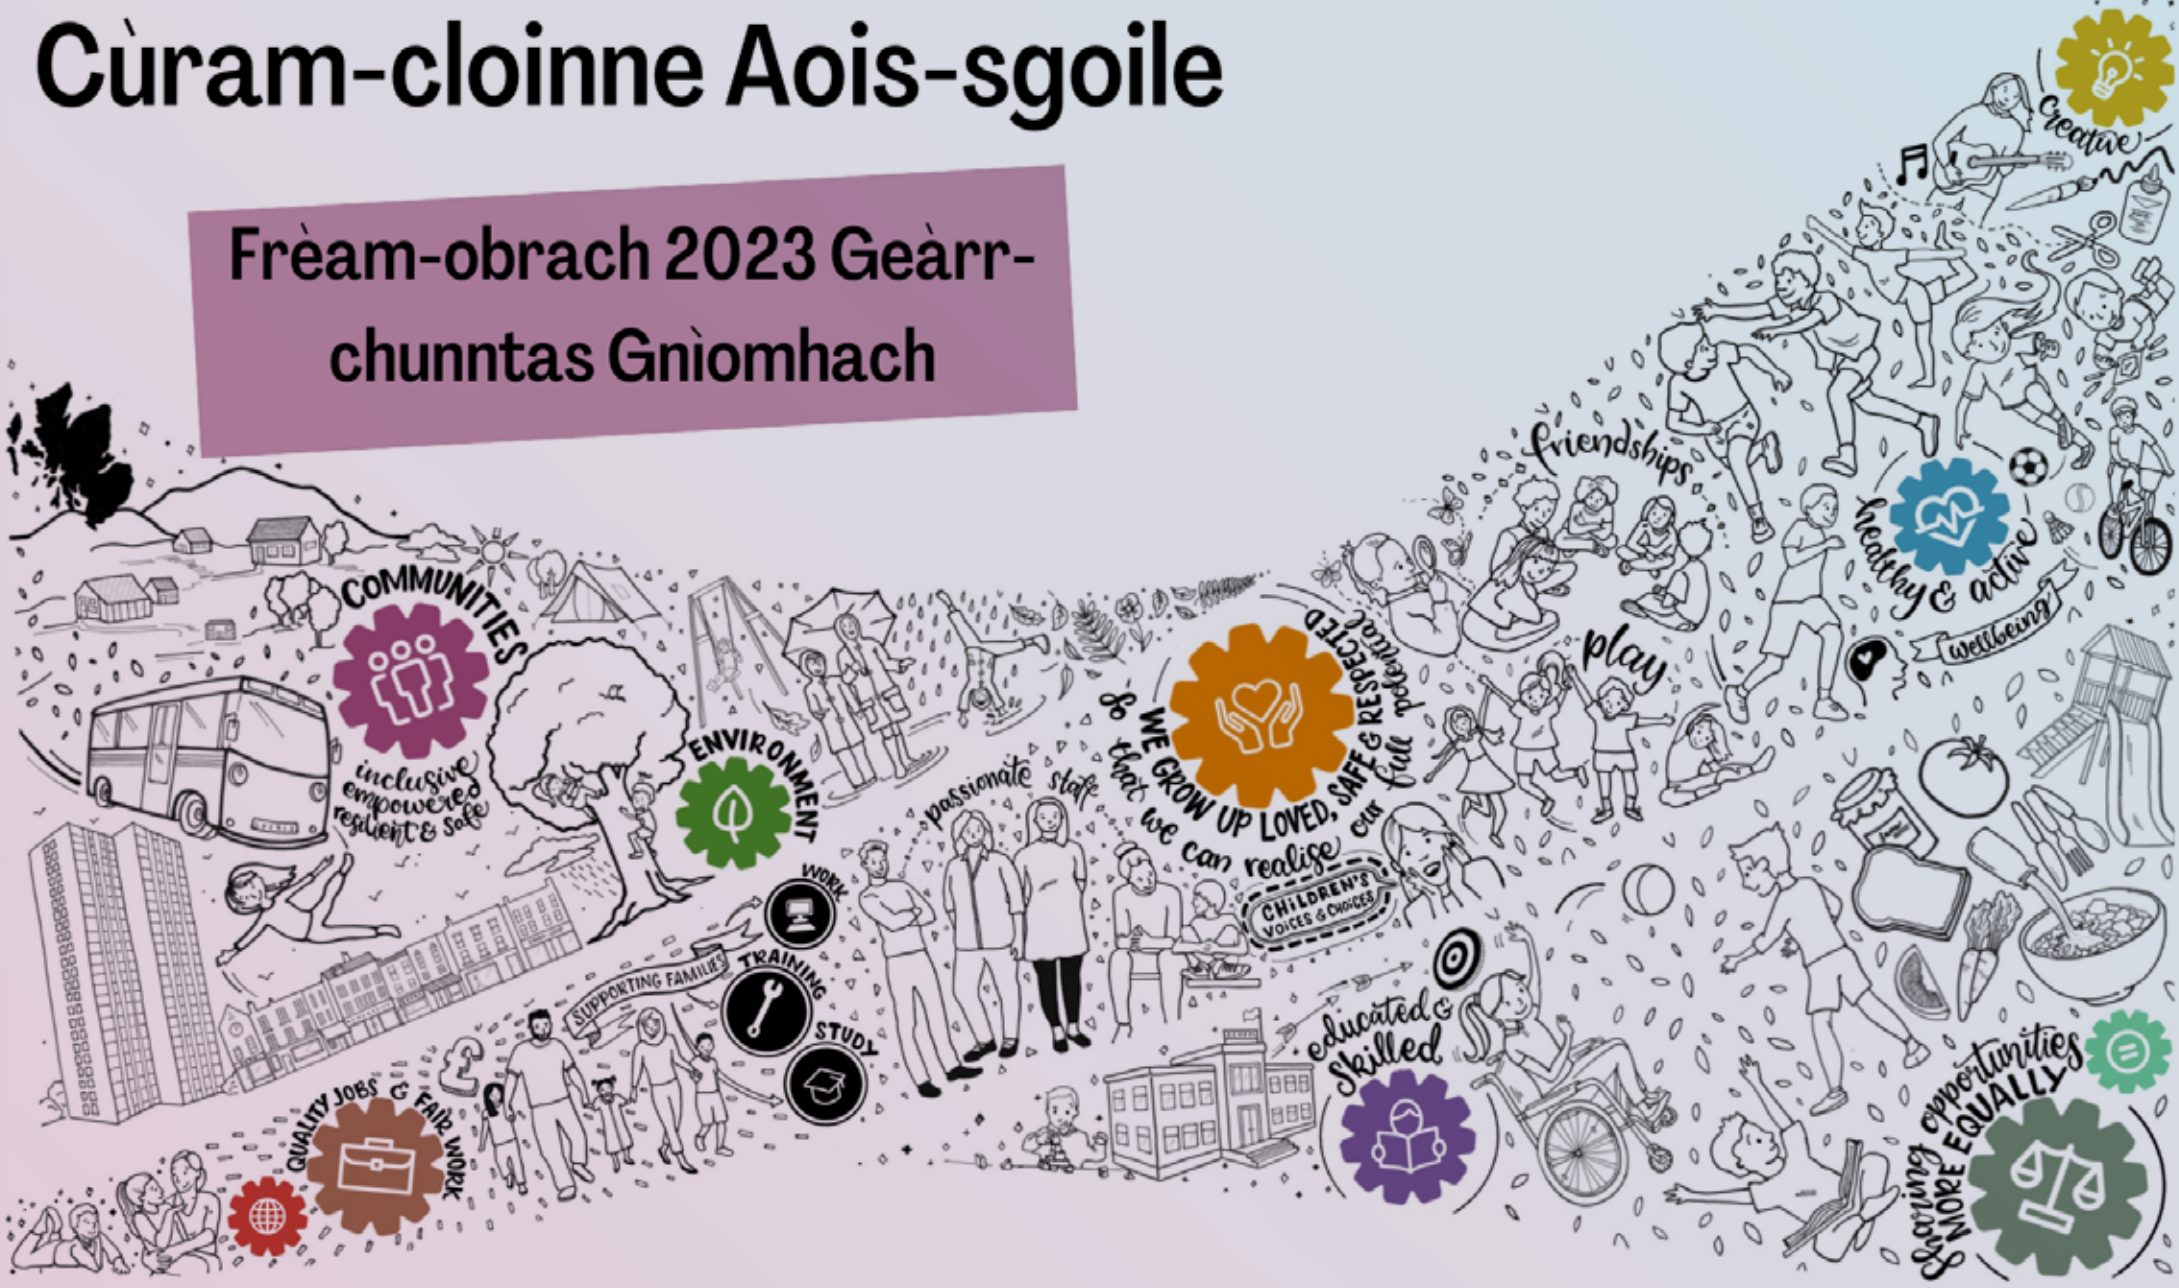 Cùram-cloinne Aois-sgoile
Frèam-obrach 2023 Geàrr-
chunntas Gnìomhach
creative
friendships
healthy & active
wellbeing
play
COMMUNITIES
inclusive
empowered
resilient & safe
ENVIRONMENT
WE GROW UP LOVED, SAFE & RESPECTED
So that we can realise our full potential
passionate staff
CHILDREN'S
VOICES & CHOICES
WORK
TRAINING
STUDY
SUPPORTING FAMILIES
£
QUALITY JOBS & FAIR WORK
educated &
skilled
Sharing opportunities
MORE EQUALLY